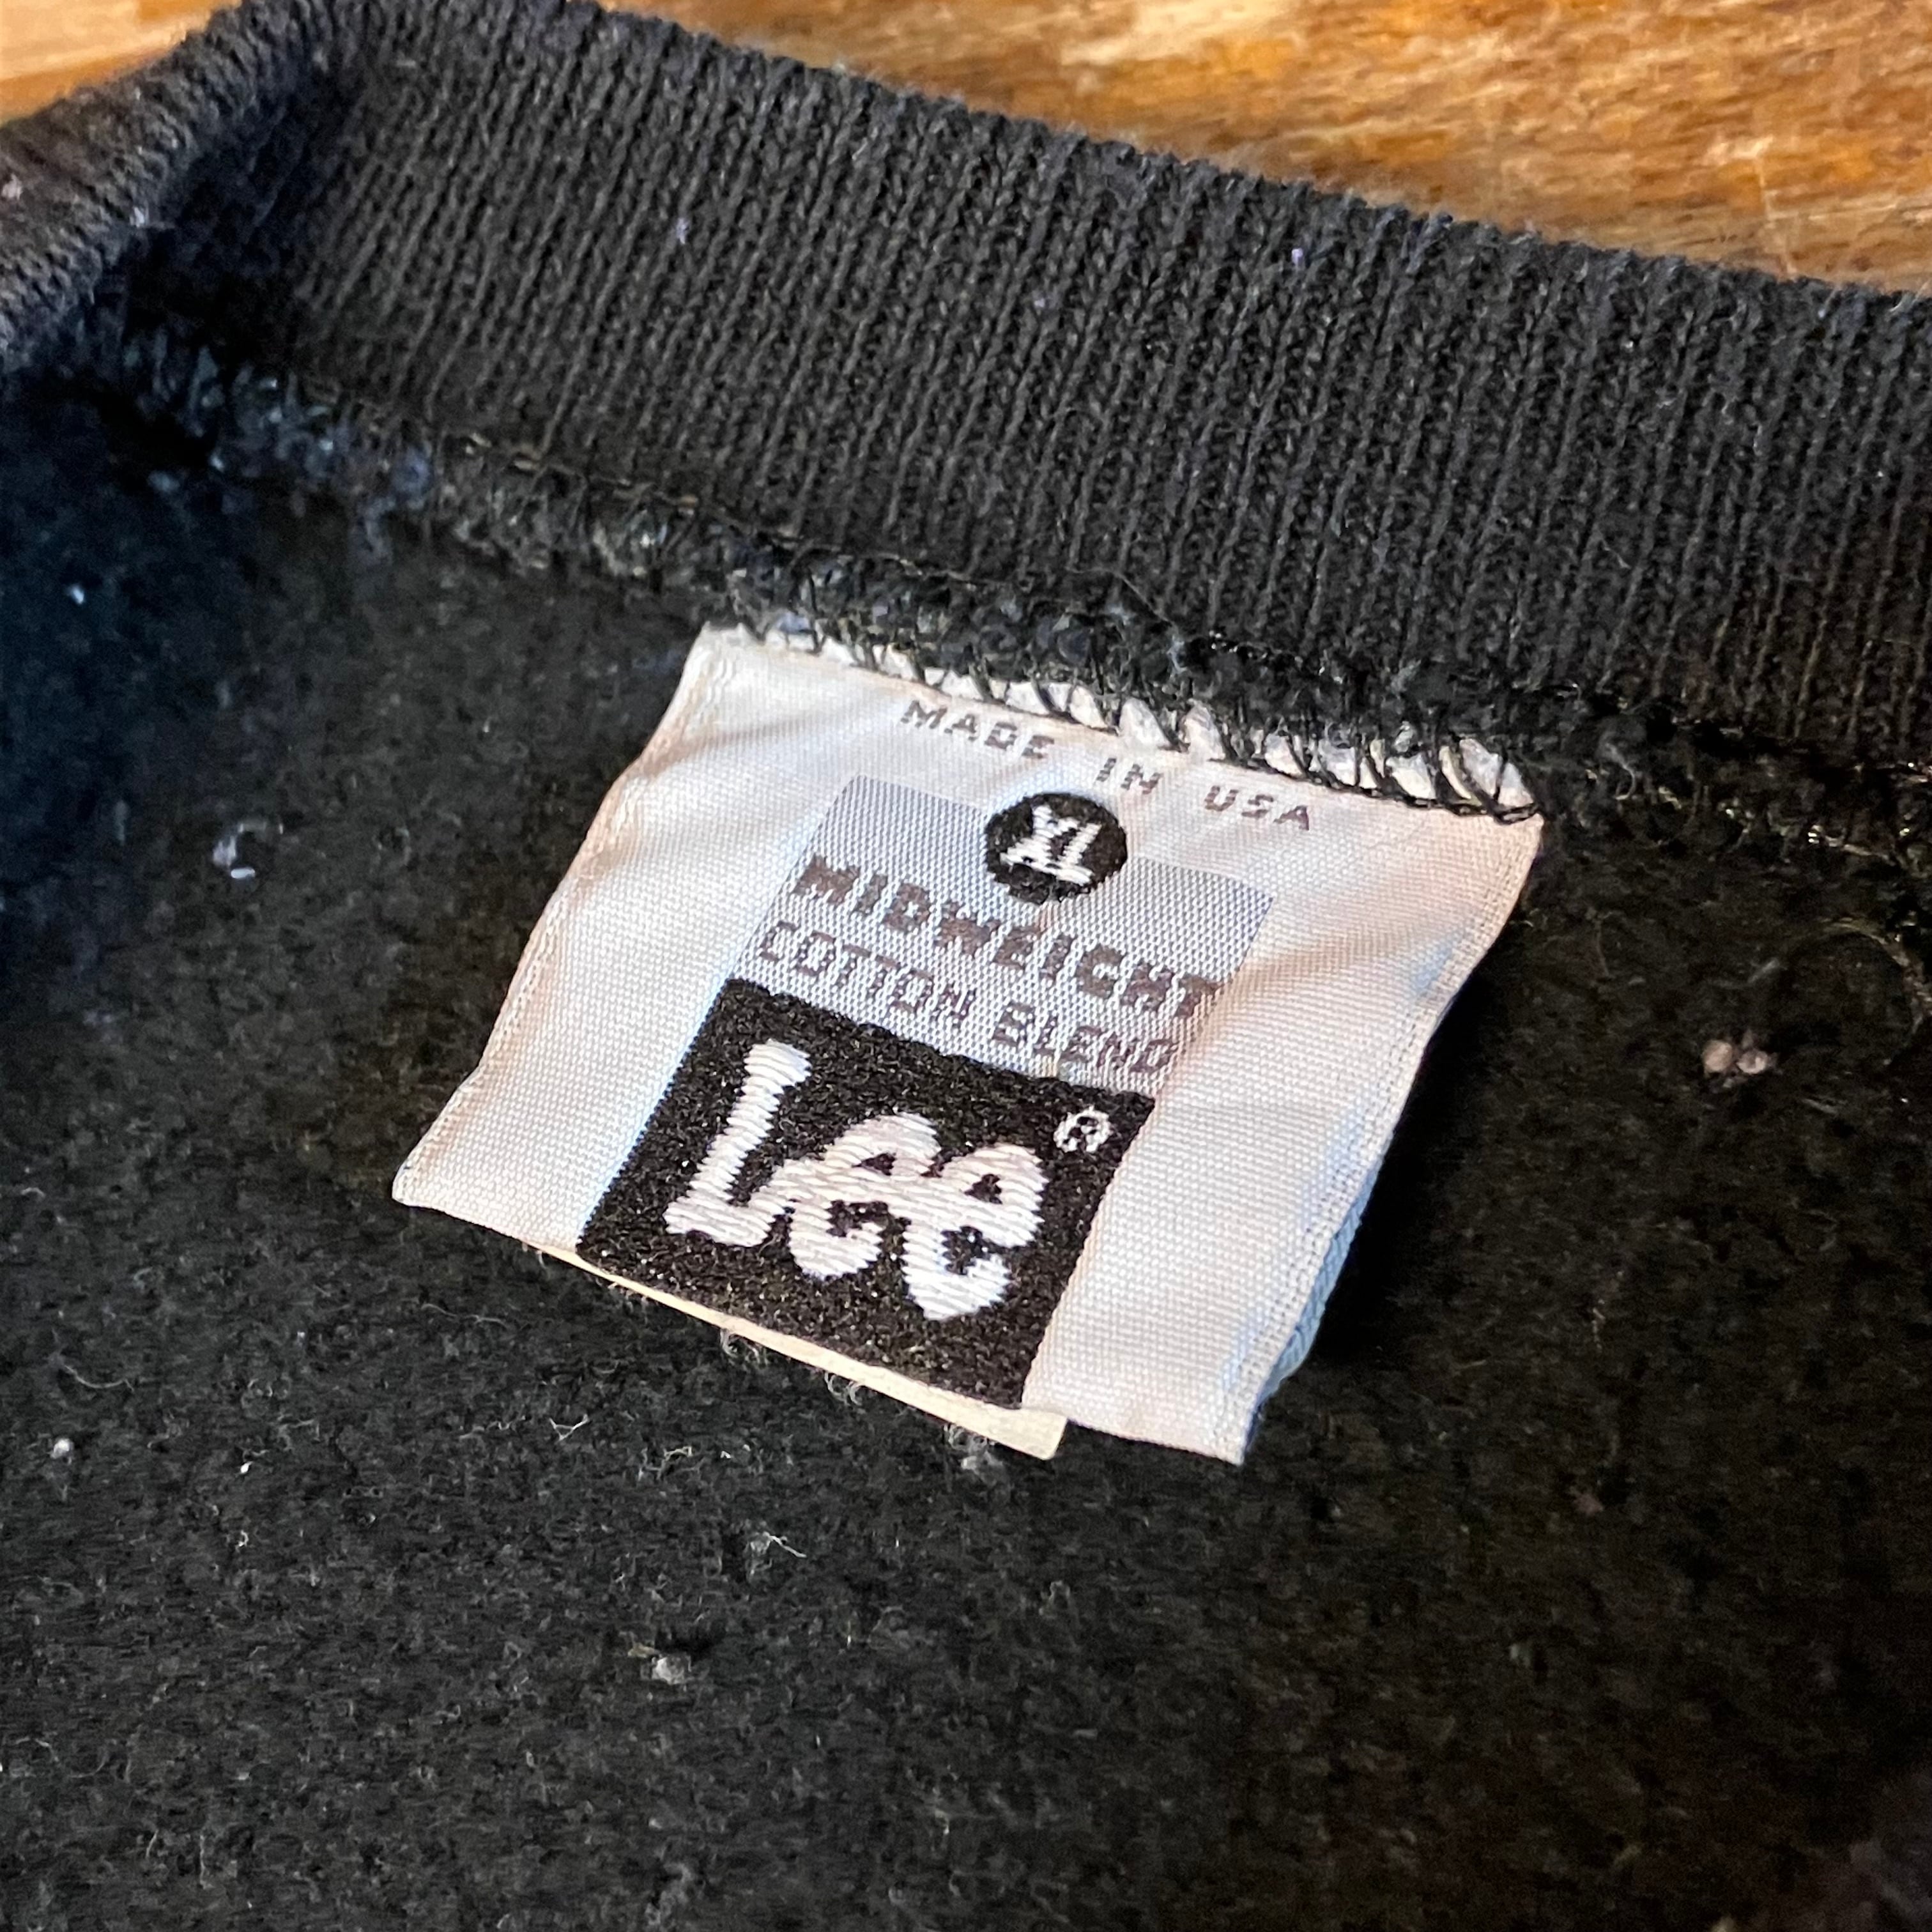 MADE IN USA
XL
MIDWEIGHT
COTTON BLEND
Lee®